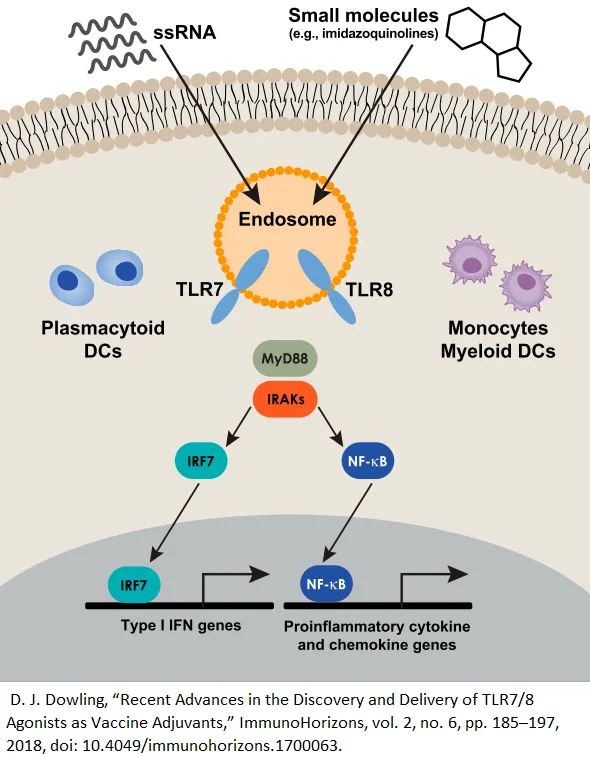 ssRNA
Small molecules
(e.g., imidazoquinolines)
Endosome
TLR7
TLR8
Plasmacytoid
DCs
Monocytes
Myeloid DCs
MyD88
IRAKs
IRF7
NF-κB
IRF7
NF-κB
Type I IFN genes
Proinflammatory cytokine
and chemokine genes
D. J. Dowling, “Recent Advances in the Discovery and Delivery of TLR7/8
Agonists as Vaccine Adjuvants,” ImmunoHorizons, vol. 2, no. 6, pp. 185–197,
2018, doi: 10.4049/immunohorizons.1700063.